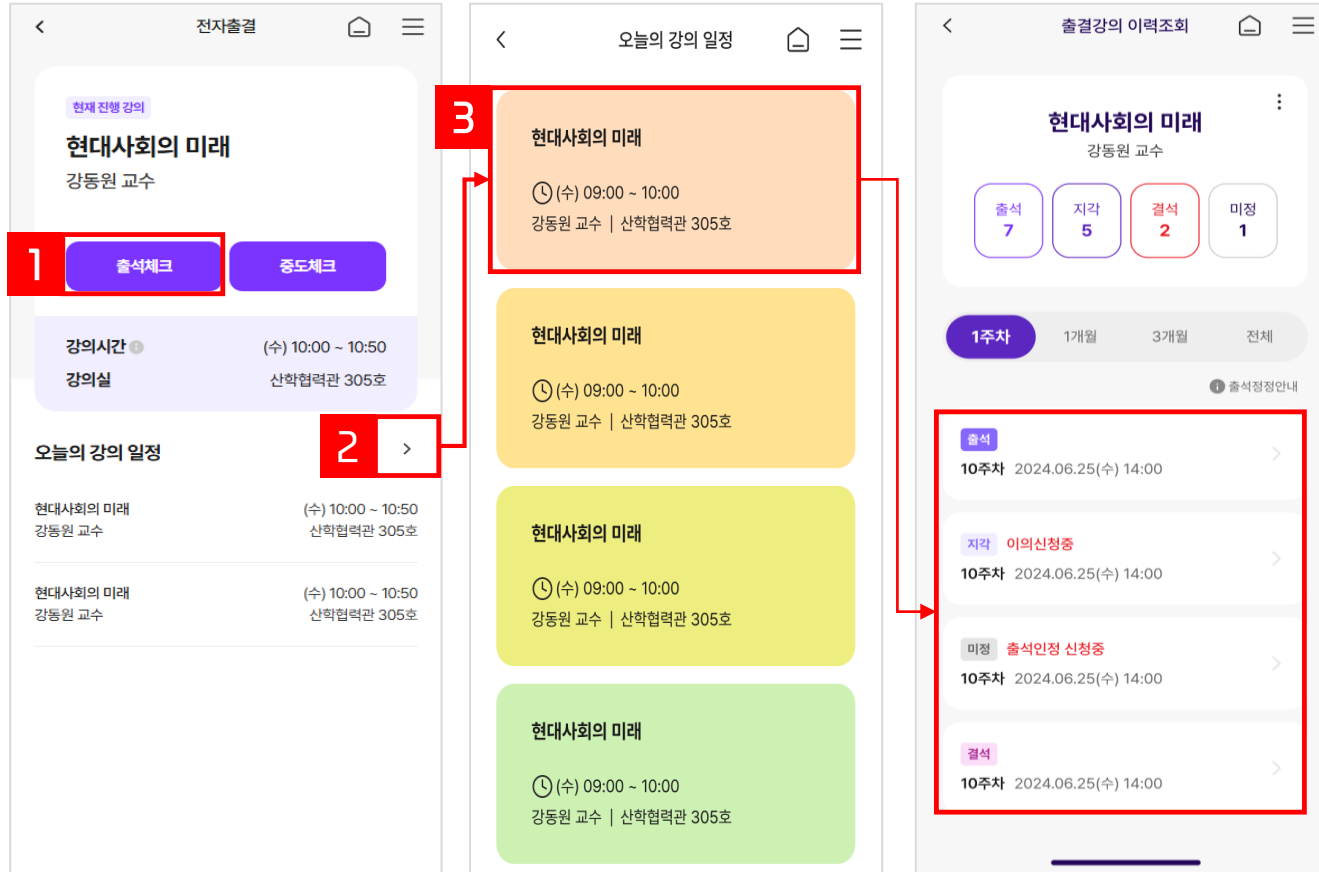 전자출결
현재 진행 강의
현대사회의 미래
강동원 교수
1
출석체크
중도체크
강의시간
(수) 10:00 ~ 10:50
강의실
산학협력관 305호
2
오늘의 강의 일정
현대사회의 미래
(수) 10:00 ~ 10:50
강동원 교수
산학협력관 305호
현대사회의 미래
(수) 10:00 ~ 10:50
강동원 교수
산학협력관 305호
오늘의 강의 일정
3
현대사회의 미래
(수) 09:00 ~ 10:00
강동원 교수 | 산학협력관 305호
현대사회의 미래
(수) 09:00 ~ 10:00
강동원 교수 | 산학협력관 305호
현대사회의 미래
(수) 09:00 ~ 10:00
강동원 교수 | 산학협력관 305호
현대사회의 미래
(수) 09:00 ~ 10:00
강동원 교수 | 산학협력관 305호
출결강의 이력조회
현대사회의 미래
강동원 교수
출석 지각 결석 미정
7 5 2 1
1주차 1개월 3개월 전체
출석정정안내
출석
10주차 2024.06.25(수) 14:00
지각 이의신청중
10주차 2024.06.25(수) 14:00
미정 출석인정 신청중
10주차 2024.06.25(수) 14:00
결석
10주차 2024.06.25(수) 14:00